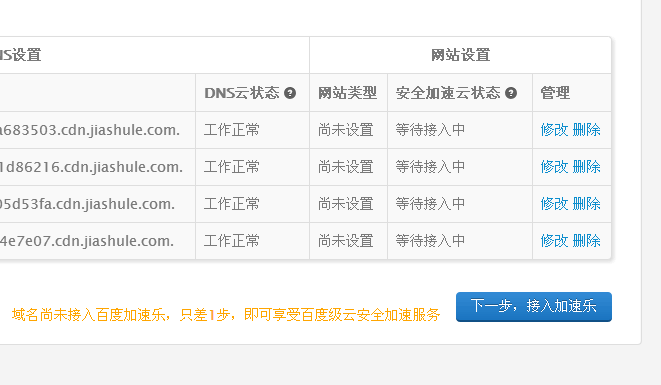 NS设置 网站设置
DNS云状态 网站类型 安全加速云状态 管理
a683503.cdn.jiashule.com. 工作正常 尚未设置 等待接入中 修改 删除
1d86216.cdn.jiashule.com. 工作正常 尚未设置 等待接入中 修改 删除
05d53fa.cdn.jiashule.com. 工作正常 尚未设置 等待接入中 修改 删除
4e7e07.cdn.jiashule.com. 工作正常 尚未设置 等待接入中 修改 删除
域名尚未接入百度加速乐，只差1步，即可享受百度级云安全加速服务 下一步，接入加速乐